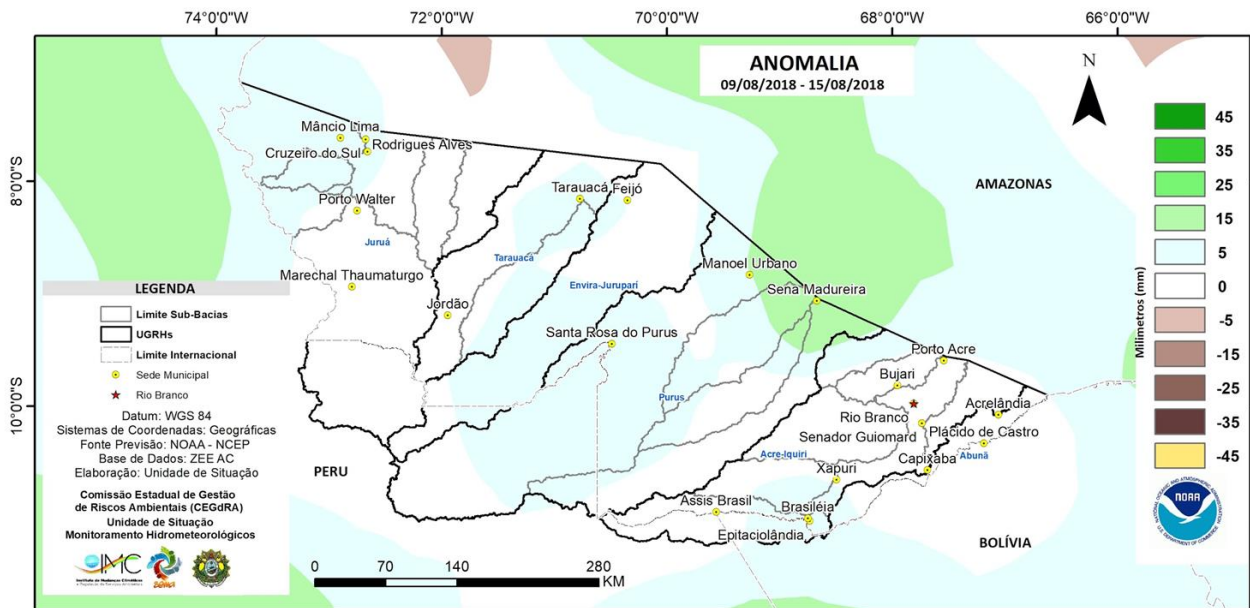 74°0'0"W
72°0'0"W
70°0'0"W
68°0'0"W
66°0'0"W
ANOMALIA
09/08/2018 - 15/08/2018
N
8°0'0"S
10°0'0"S
Mâncio Lima
Rodrigues Alves
Cruzeiro do Sul
Porto Walter
Juruá
Marechal Thaumaturgo
Tarauacá
Feijó
Tarauacá
Jordão
Envira-Jurupari
Manoel Urbano
Sena Madureira
Santa Rosa do Purus
Purus
AMAZONAS
Porto Acre
Bujari
Rio Branco
Acrelândia
Senador Guiomard
Plácido de Castro
Acre-Iquiri
Capixaba
Abunã
Xapuri
Assis Brasil
Brasiléia
Epitaciolândia
PERU
BOLÍVIA
LEGENDA
Limite Sub-Bacias
UGRHs
Limite Internacional
Sede Municipal
Rio Branco
Datum: WGS 84
Sistemas de Coordenadas: Geográficas
Fonte Previsão: NOAA - NCEP
Base de Dados: ZEE AC
Elaboração: Unidade de Situação
Comissão Estadual de Gestão
de Riscos Ambientais (CEGdRA)
Unidade de Situação
Monitoramento Hidrometeorológicos
IMC
0 70 140 280
KM
Milimetros (mm)
45
35
25
15
5
0
-5
-15
-25
-35
-45
NOAA